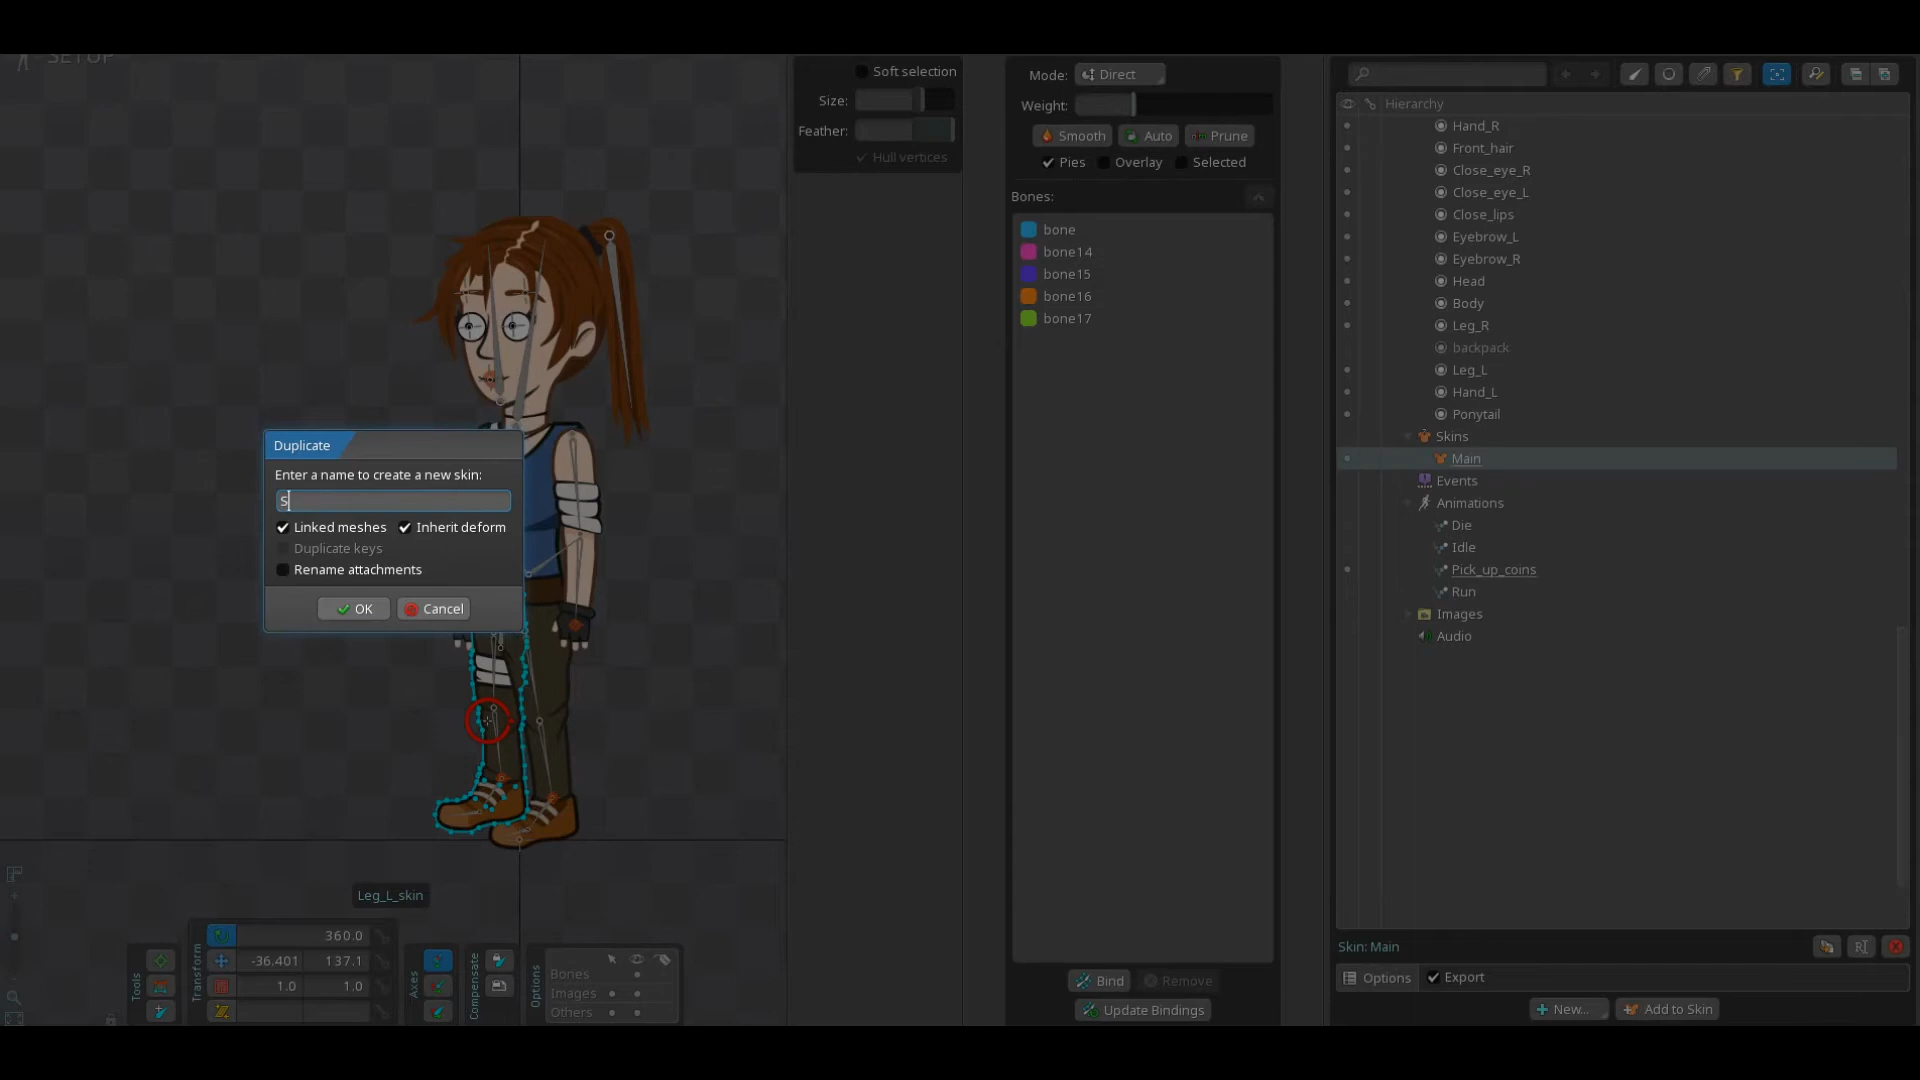 SETUP
Soft selection
Size:
Feather:
Hull vertices
Mode: Direct
Weight:
Smooth Auto Prune
Pies Overlay Selected
Bones:
bone
bone14
bone15
bone16
bone17
Bind Remove
Update Bindings
Hierarchy
Hand_R
Front_hair
Close_eye_R
Close_eye_L
Close_lips
Eyebrow_L
Eyebrow_R
Head
Body
Leg_R
backpack
Leg_L
Hand_L
Ponytail
Skins
Main
Events
Animations
Die
Idle
Pick_up_coins
Run
Images
Audio
Skin: Main
Options Export
New... Add to Skin
Duplicate
Enter a name to create a new skin:
S
Linked meshes Inherit deform
Duplicate keys
Rename attachments
OK Cancel
Leg_L_skin
Tools
Transform
360.0
-36.401 137.1
1.0 1.0
Axes
Compensate
Options
Bones
Images
Others